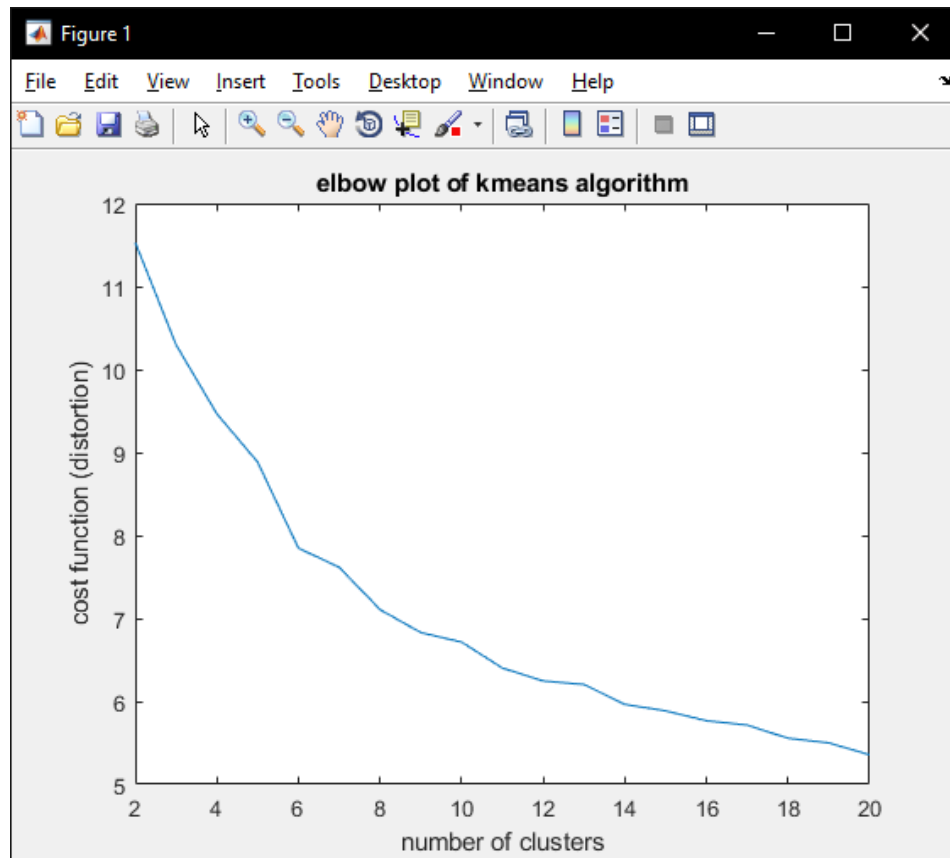 Figure 1
File Edit View Insert Tools Desktop Window Help
elbow plot of kmeans algorithm
12
11
10
9
8
7
6
5
cost function (distortion)
2 4 6 8 10 12 14 16 18 20
number of clusters